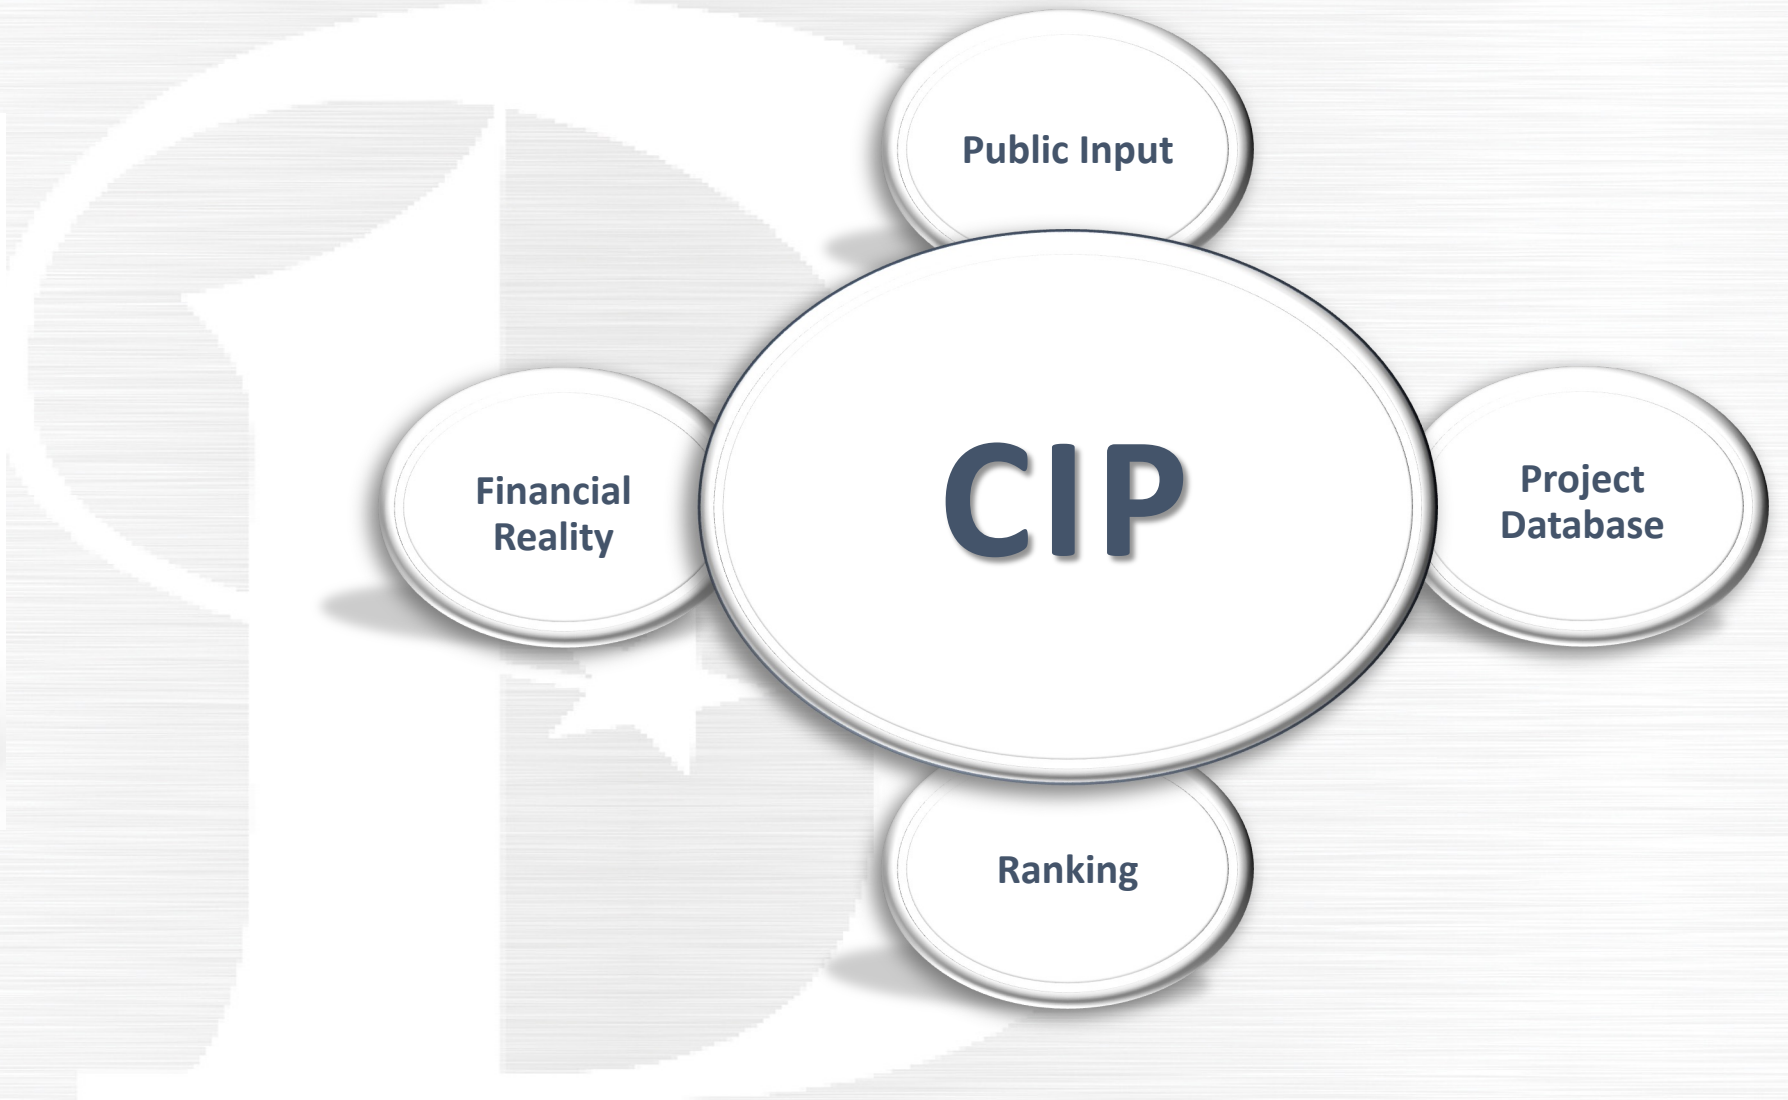 Public Input
CIP
Financial
Reality
Project
Database
Ranking